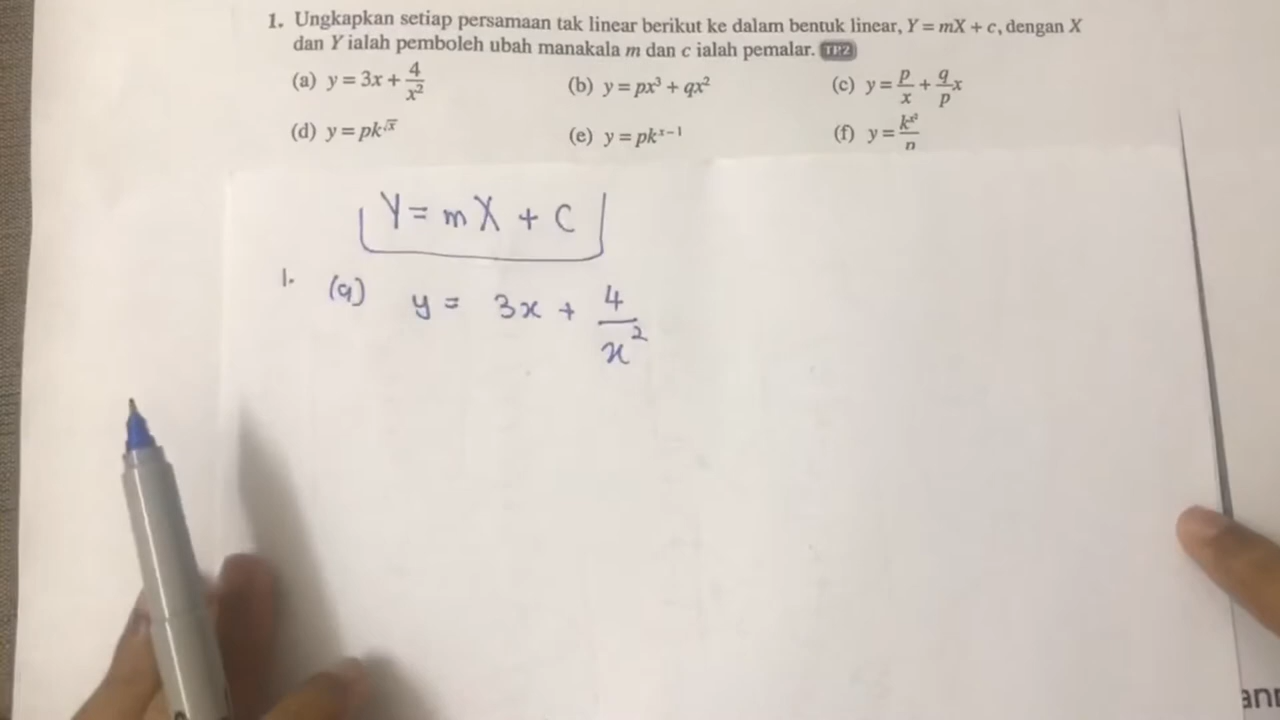 1. Ungkapkan setiap persamaan tak linear berikut ke dalam bentuk linear, Y = mX + c, dengan X
dan Y ialah pemboleh ubah manakala m dan c ialah pemalar. TP2
(a) y = 3x + 4/x² (b) y = px³ + qx² (c) y = p/x + q/p x
(d) y = pk^√x (e) y = pk^x−1 (f) y = k^x²/n
Y = mX + C
1. (a) y = 3x + 4/x²